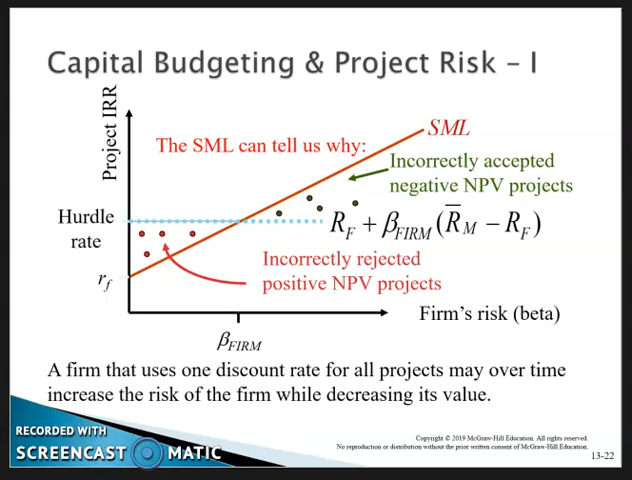 Capital Budgeting & Project Risk – I
Project IRR
The SML can tell us why:
SML
Incorrectly accepted
negative NPV projects
Hurdle
rate
R_F + β_FIRM (R̅_M − R_F)
Incorrectly rejected
positive NPV projects
r_f
Firm's risk (beta)
β_FIRM
A firm that uses one discount rate for all projects may over time
increase the risk of the firm while decreasing its value.
RECORDED WITH
SCREENCAST MATIC
Copyright © 2019 McGraw-Hill Education. All rights reserved.
No reproduction or distribution without the prior written consent of McGraw-Hill Education.
13-22